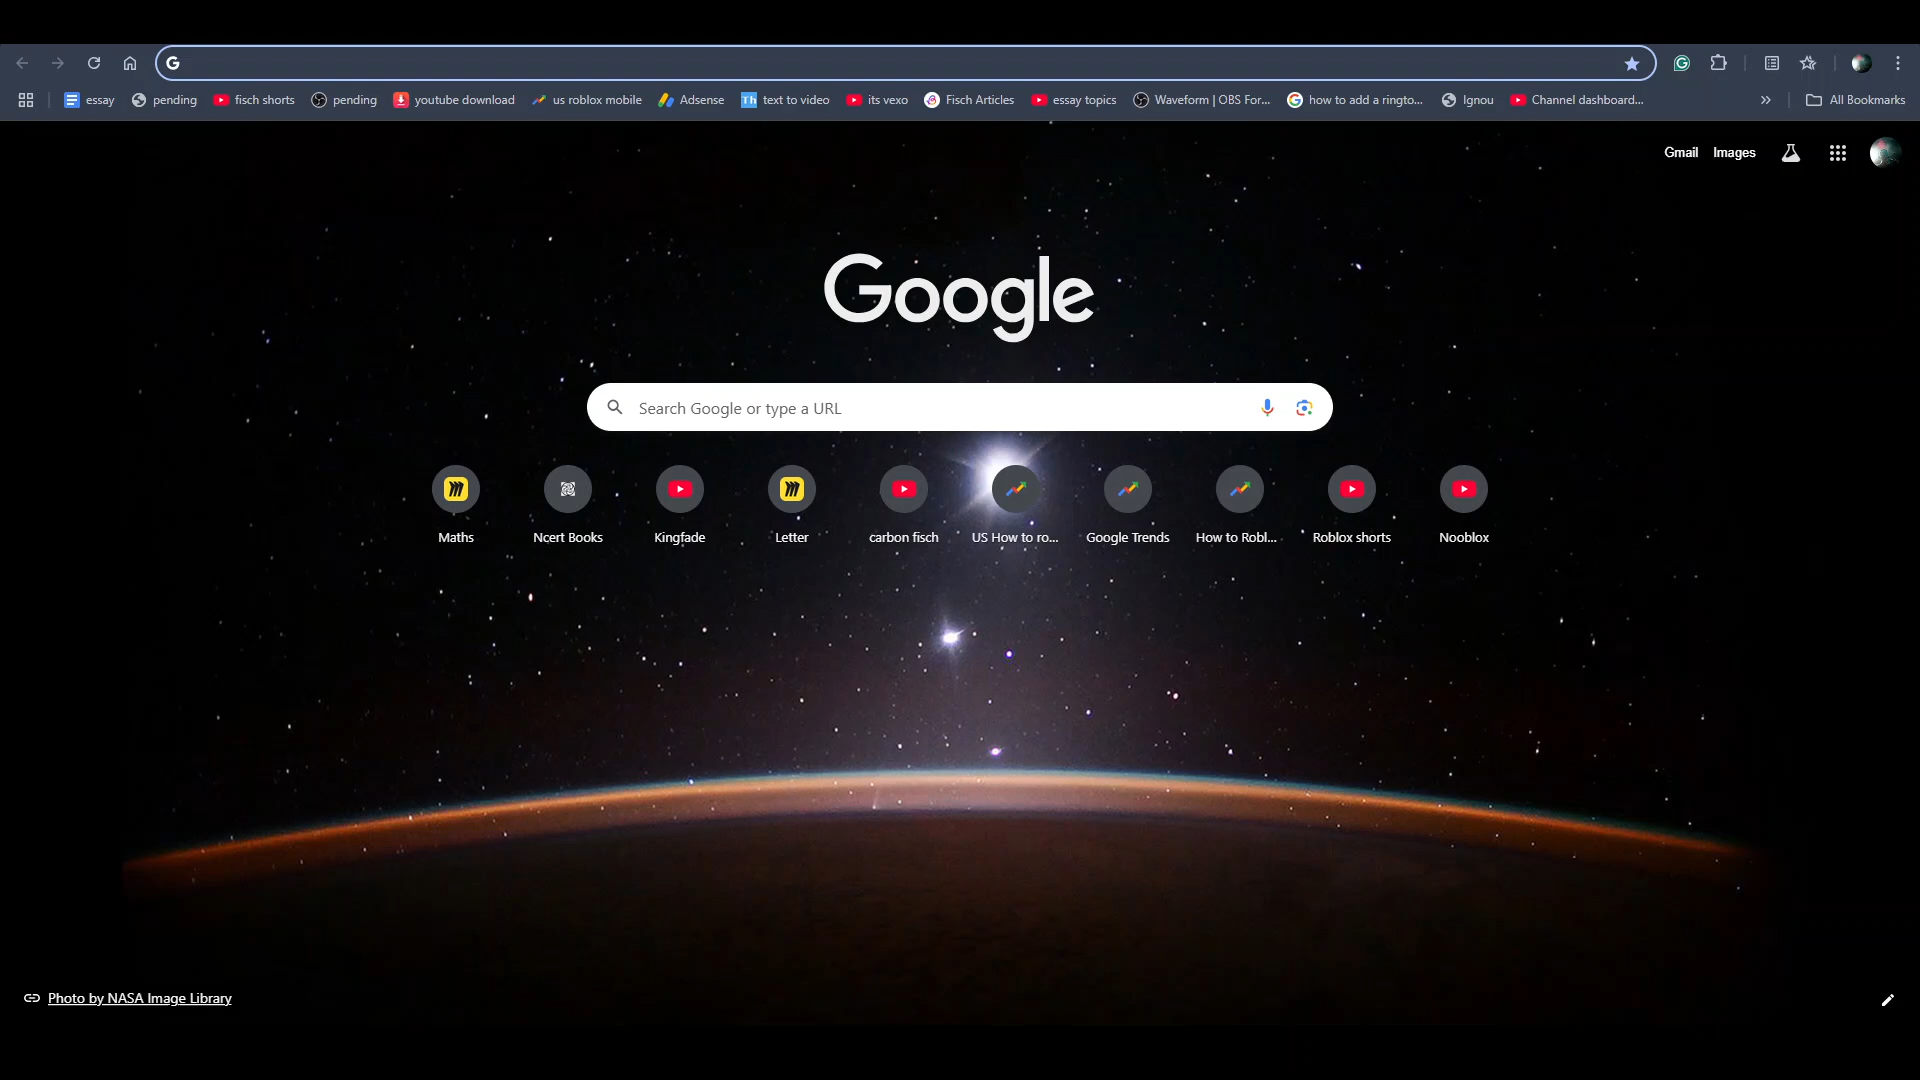 essay pending fisch shorts pending youtube download us roblox mobile Adsense Th text to video its vexo Fisch Articles essay topics Waveform | OBS For... how to add a ringto... Ignou Channel dashboard... All Bookmarks
Gmail Images
Google
Search Google or type a URL
Maths Ncert Books Kingfade Letter carbon fisch US How to ro... Google Trends How to Robl... Roblox shorts Nooblox
Photo by NASA Image Library